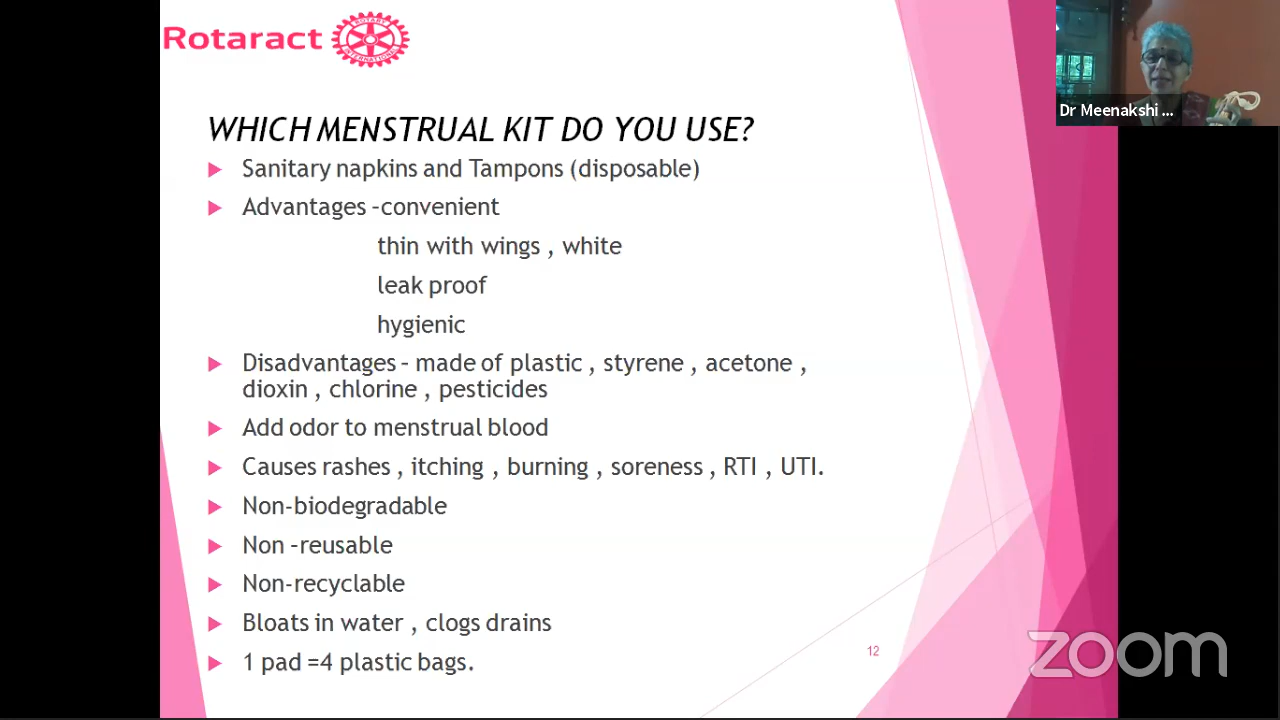 Rotaract
ROTARY
INTERNATIONAL
Dr Meenakshi ...
WHICH MENSTRUAL KIT DO YOU USE?
Sanitary napkins and Tampons (disposable)
Advantages –convenient
thin with wings , white
leak proof
hygienic
Disadvantages – made of plastic , styrene , acetone ,
dioxin , chlorine , pesticides
Add odor to menstrual blood
Causes rashes , itching , burning , soreness , RTI , UTI.
Non-biodegradable
Non –reusable
Non-recyclable
Bloats in water , clogs drains
1 pad =4 plastic bags.
12
zoom